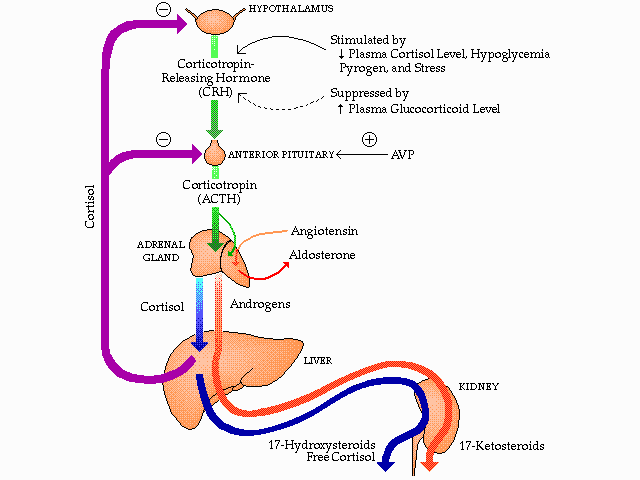 HYPOTHALAMUS
Stimulated by
↓ Plasma Cortisol Level, Hypoglycemia
Pyrogen, and Stress
Corticotropin-
Releasing Hormone
(CRH)
Suppressed by
↑ Plasma Glucocorticoid Level
ANTERIOR PITUITARY
AVP
Corticotropin
(ACTH)
Cortisol
Angiotensin
ADRENAL
GLAND
Aldosterone
Cortisol
Androgens
LIVER
KIDNEY
17-Hydroxysteroids
Free Cortisol
17-Ketosteroids